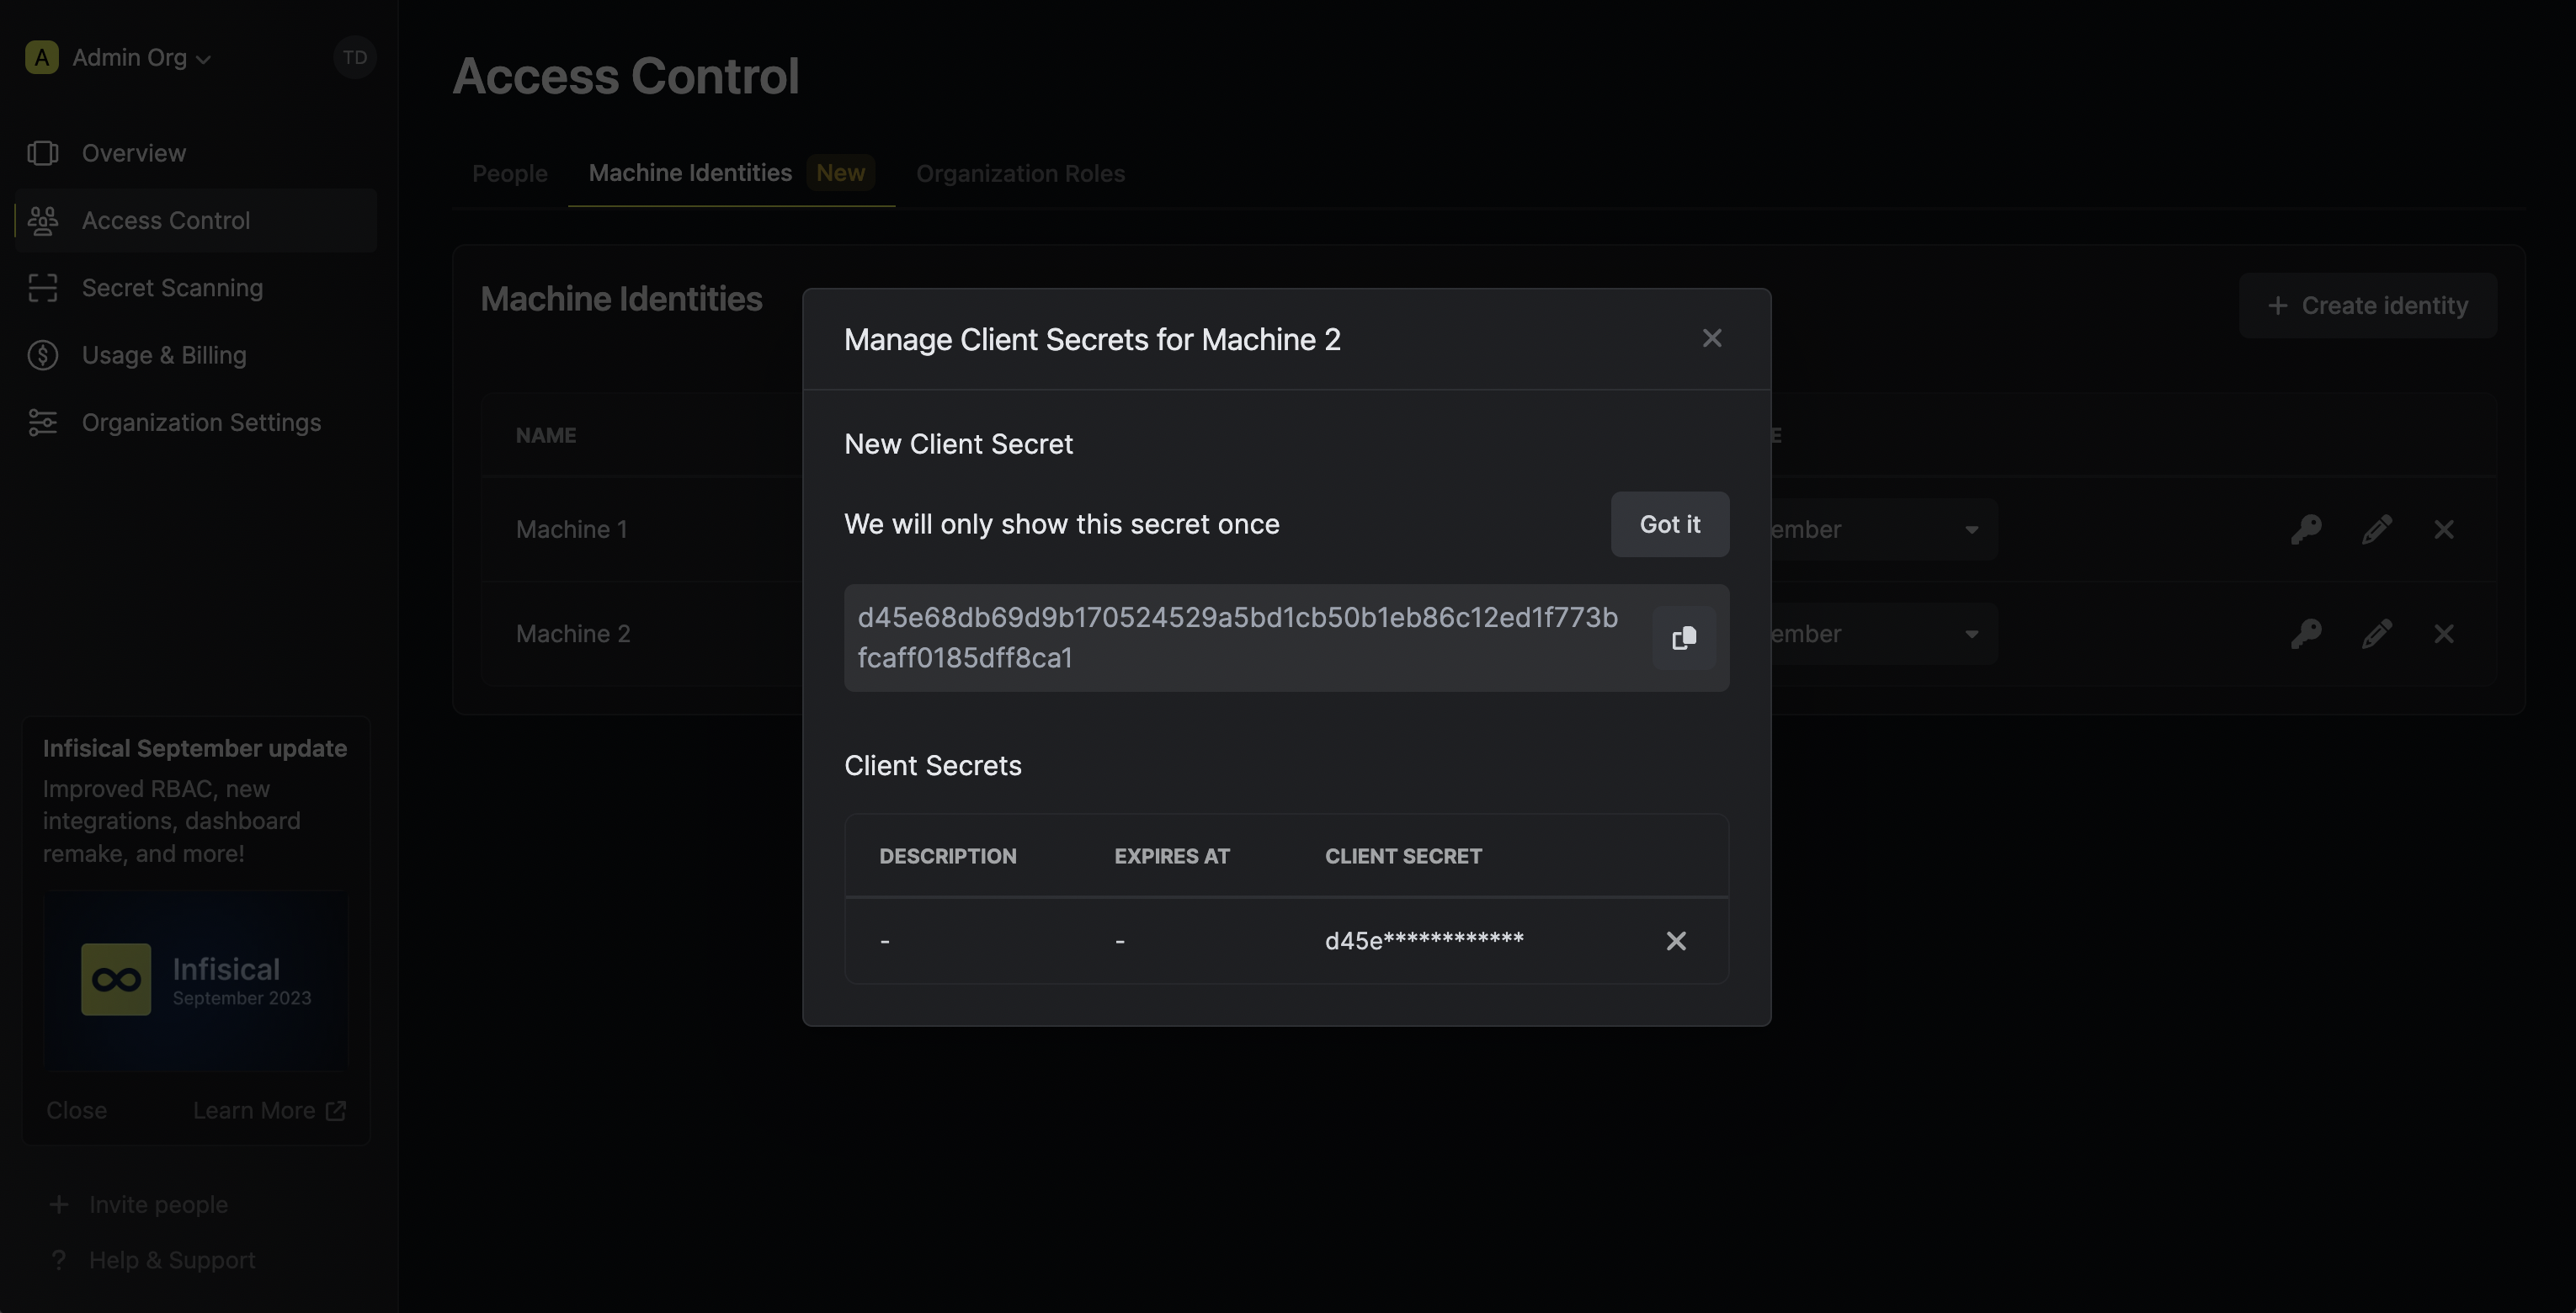 A
Admin Org
TD
Overview
Access Control
Secret Scanning
Usage & Billing
Organization Settings
Infisical September update
Improved RBAC, new
integrations, dashboard
remake, and more!
Infisical
September 2023
Close
Learn More
Invite people
? Help & Support
Access Control
People
Machine Identities
New
Organization Roles
Machine Identities
+ Create identity
NAME
E
Machine 1
ember
Machine 2
ember
Manage Client Secrets for Machine 2
New Client Secret
We will only show this secret once
Got it
d45e68db69d9b170524529a5bd1cb50b1eb86c12ed1f773b
fcaff0185dff8ca1
Client Secrets
DESCRIPTION
EXPIRES AT
CLIENT SECRET
-
-
d45e************